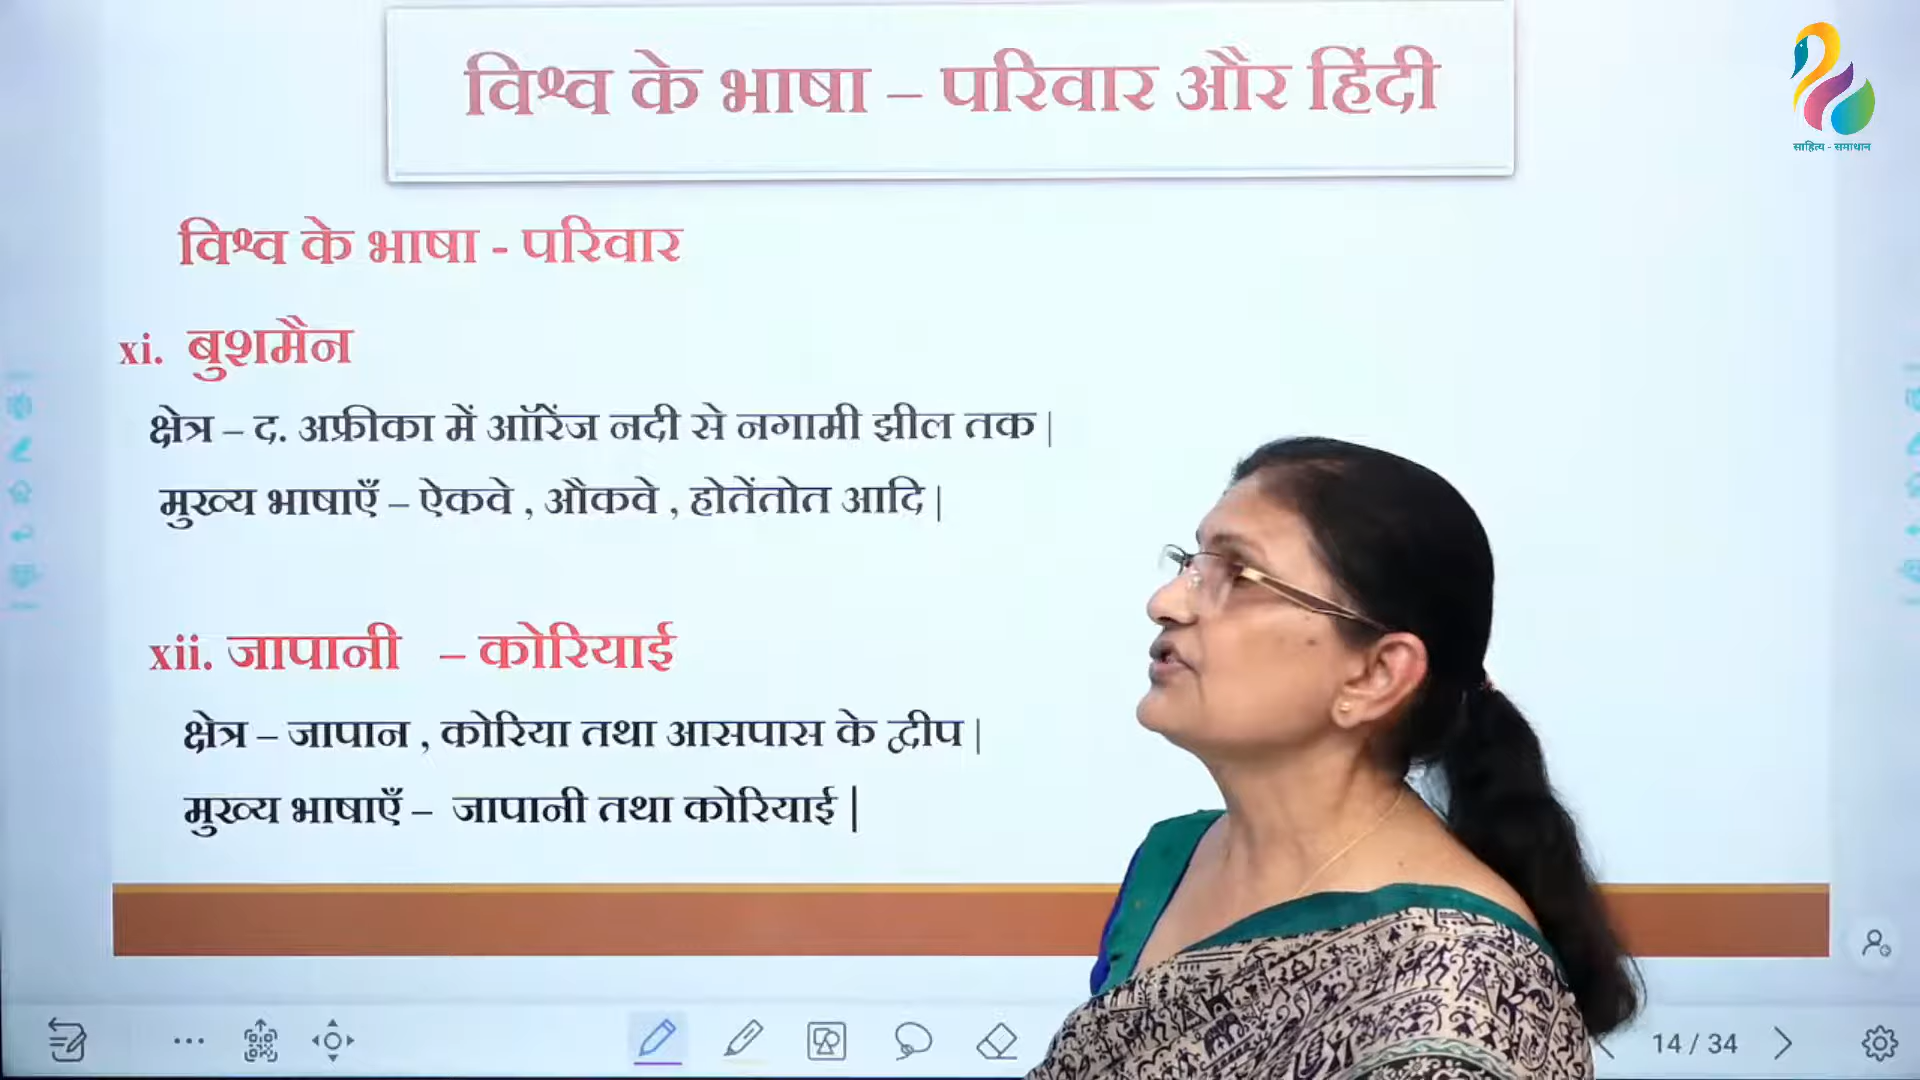 विश्व के भाषा – परिवार और हिंदी
साहित्य - समाधान
विश्व के भाषा - परिवार
xi. बुशमैन
क्षेत्र – द. अफ्रीका में ऑरेंज नदी से नगामी झील तक |
मुख्य भाषाएँ – ऐकवे , औकवे , होतेंतोत आदि |
xii. जापानी – कोरियाई
क्षेत्र – जापान , कोरिया तथा आसपास के द्वीप |
मुख्य भाषाएँ – जापानी तथा कोरियाई |
14 / 34